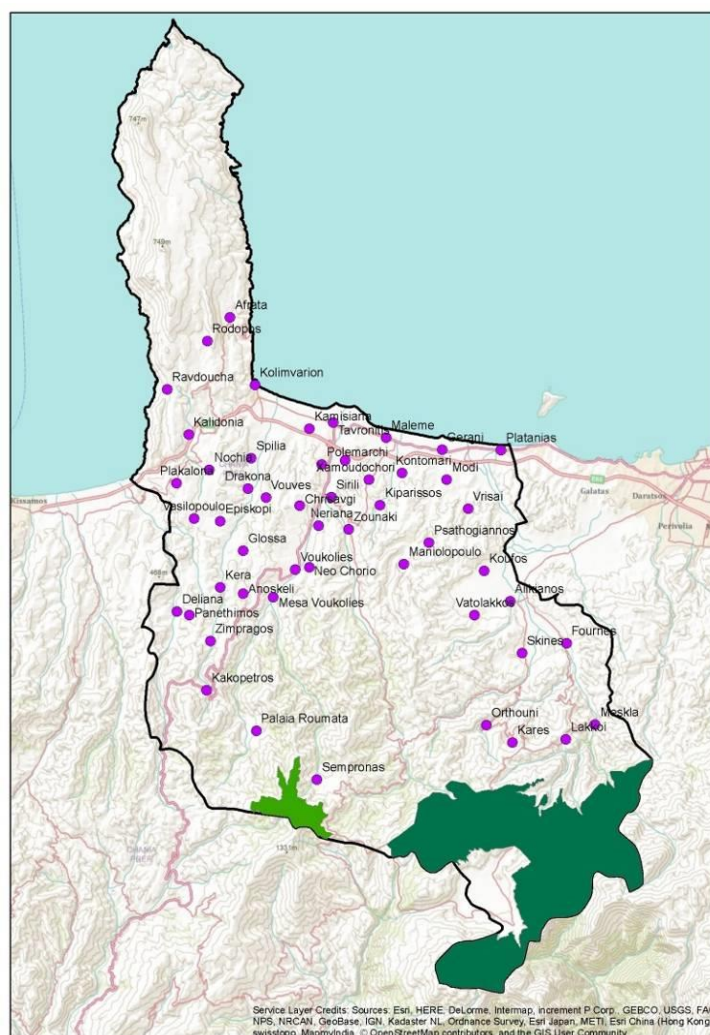 747m
749m
Afrata
Rodopos
Kolimvarion
Ravdoucha
Kamisiana
Tavronitis
Maleme
Kalidonia
Gerani
Platanias
Spilia
Nochia
Polemarchi
Xamoudochori
Kontomari
Modi
Galatas
Daratsos
Plakalona
Drakona
Vouves
Sirili
Kiparissos
Kissamos
Chrisavgi
Vrisai
Perivolia
Vasilopoulo
Episkopi
Neriana
Zounaki
Glossa
Psathogiannos
Voukolies
Neo Chorio
Maniolopoulo
Koufos
Kera
Anoskeli
Mesa Voukolies
Alikianos
Deliana
Panethimos
Vatolakkos
Zimpragos
Skines
Fournes
Kakopetros
Palaia Roumata
Orthouni
Meskla
Kares
Lakkoi
Sempronas
Service Layer Credits: Sources: Esri, HERE, DeLorme, Intermap, increment P Corp., GEBCO, USGS, FA
NPS, NRCAN, GeoBase, IGN, Kadaster NL, Ordnance Survey, Esri Japan, METI, Esri China (Hong Kong
swisstopo, MapmyIndia, © OpenStreetMap contributors, and the GIS User Community